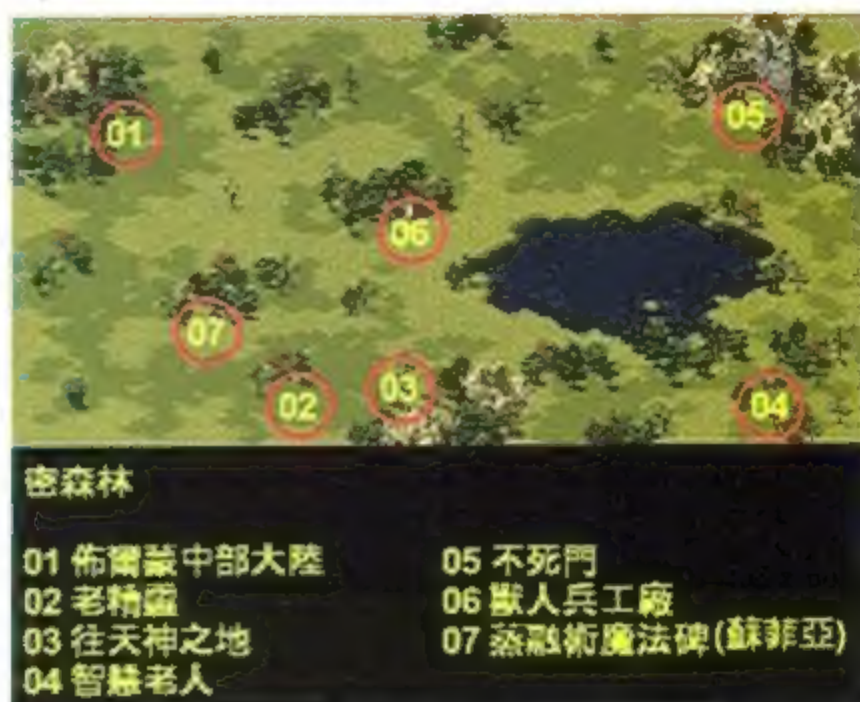 01
05
06
07
03
02
04
密森林
01 佈爾蒙中部大陸
02 老精靈
03 往天神之地
04 智慧老人
05 不死門
06 獸人兵工廠
07 蒸融術魔法碑(蘇菲亞)